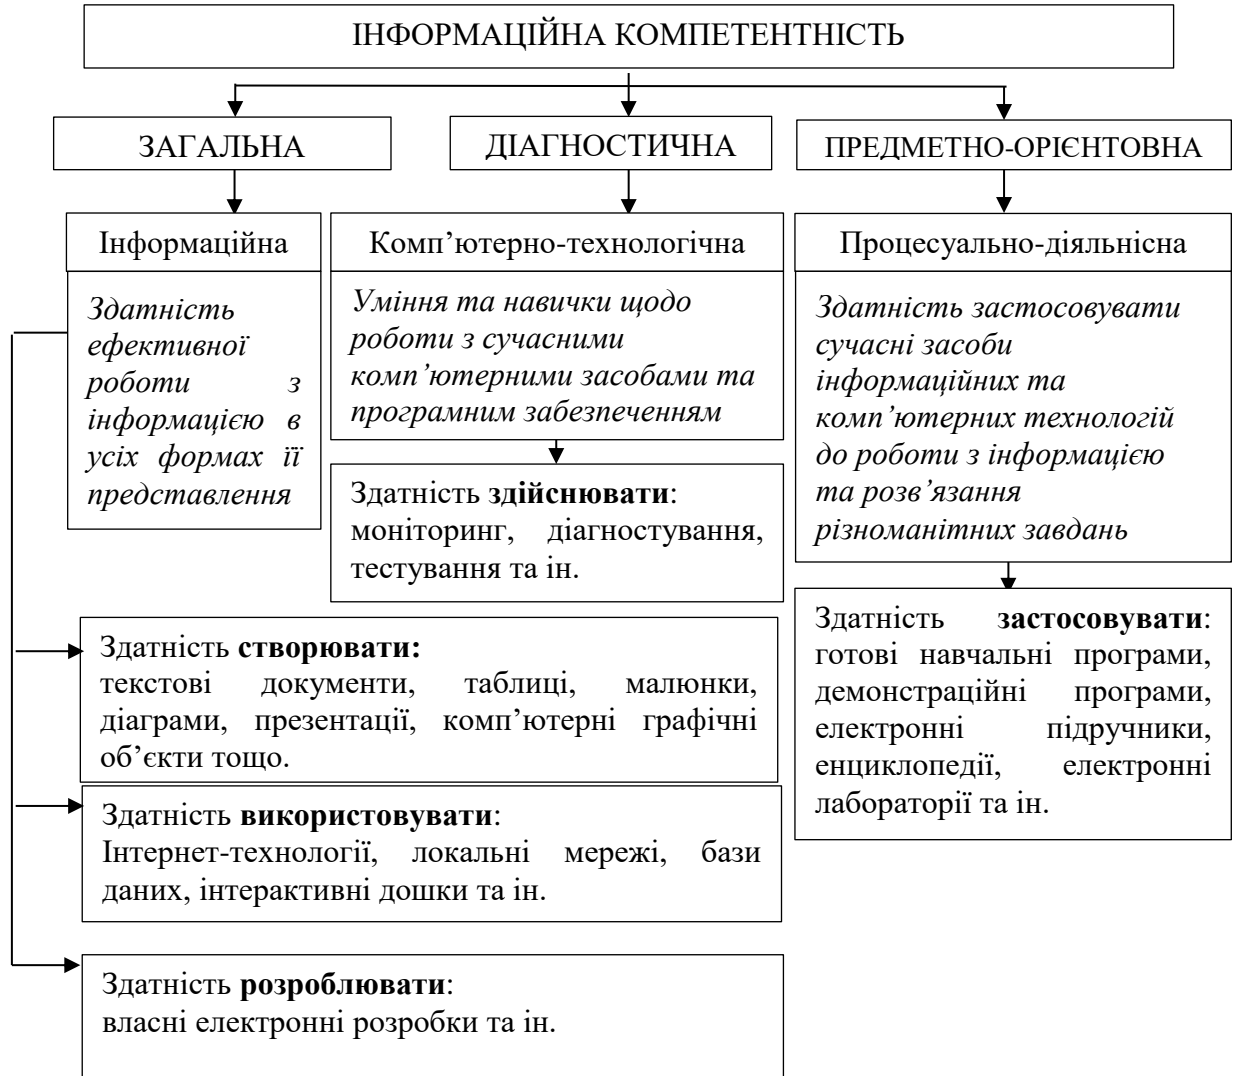 ІНФОРМАЦІЙНА КОМПЕТЕНТНІСТЬ
ЗАГАЛЬНА
ДІАГНОСТИЧНА
ПРЕДМЕТНО-ОРІЄНТОВНА
Інформаційна
Здатність
ефективної
роботи з
інформацією в
усіх формах її
представлення
Комп’ютерно-технологічна
Уміння та навички щодо
роботи з сучасними
комп’ютерними засобами та
програмним забезпеченням
Здатність здійснювати:
моніторинг, діагностування,
тестування та ін.
Процесуально-діяльнісна
Здатність застосовувати
сучасні засоби
інформаційних та
комп’ютерних технологій
до роботи з інформацією
та розв’язання
різноманітних завдань
Здатність застосовувати:
готові навчальні програми,
демонстраційні програми,
електронні підручники,
енциклопедії, електронні
лабораторії та ін.
Здатність створювати:
текстові документи, таблиці, малюнки,
діаграми, презентації, комп’ютерні графічні
об’єкти тощо.
Здатність використовувати:
Інтернет-технології, локальні мережі, бази
даних, інтерактивні дошки та ін.
Здатність розроблювати:
власні електронні розробки та ін.